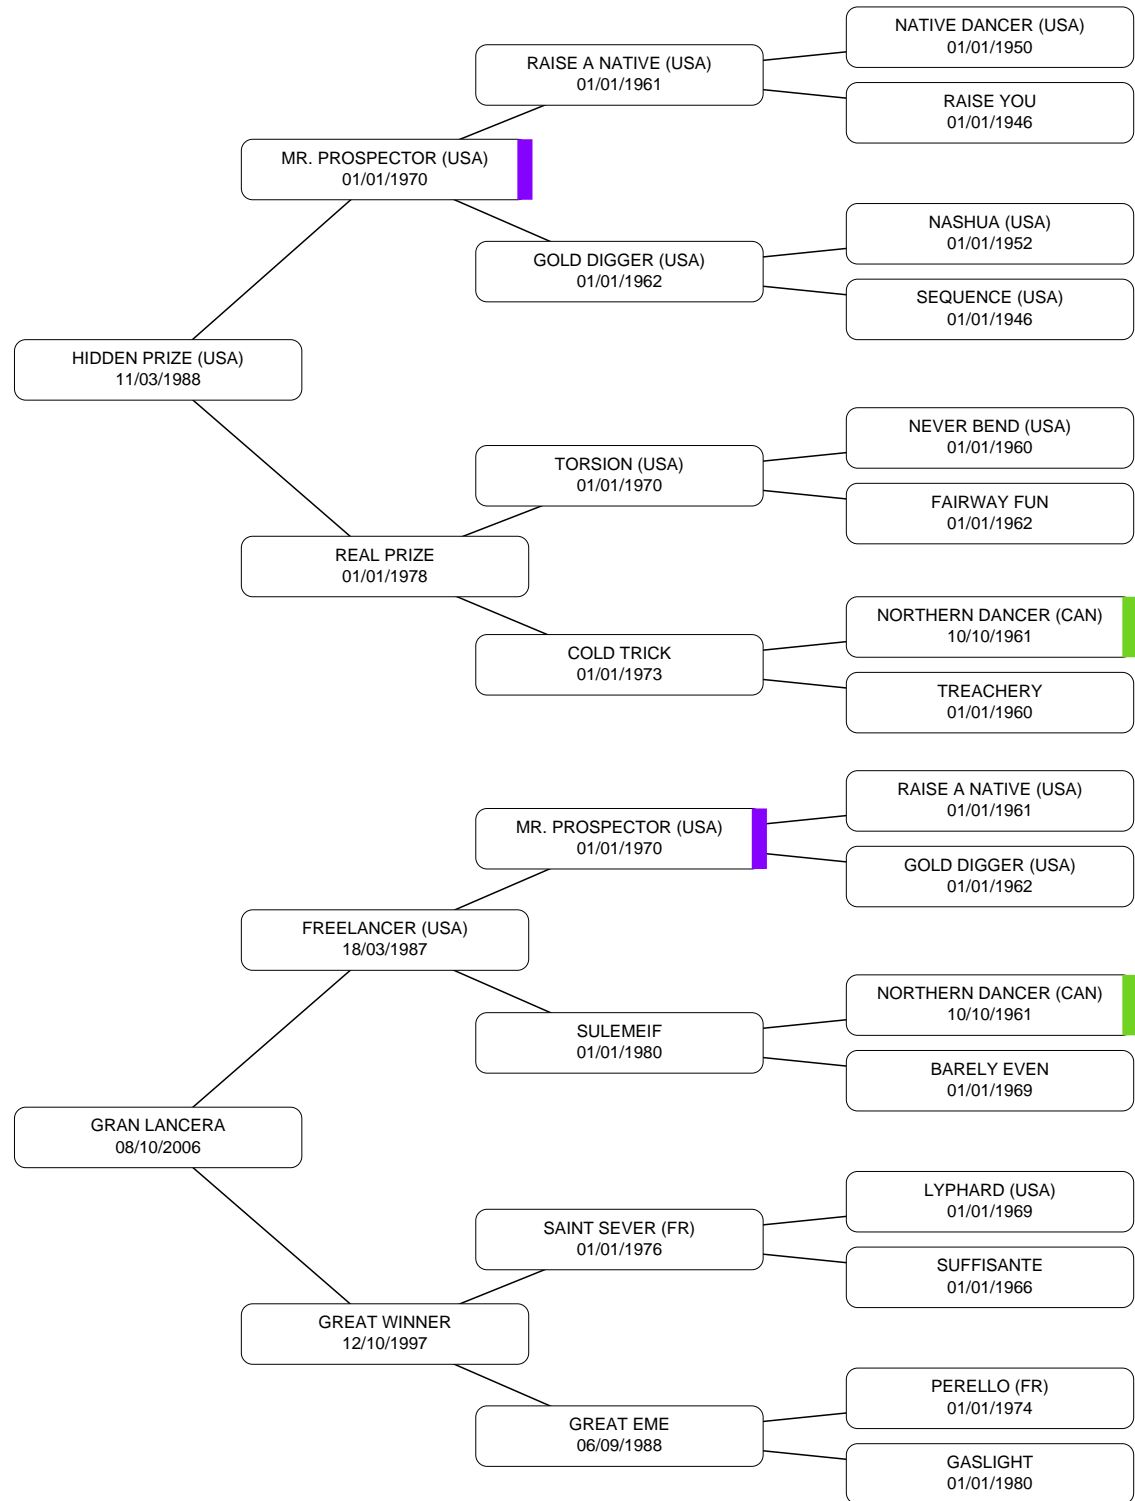 NATIVE DANCER (USA)
01/01/1950
RAISE A NATIVE (USA)
01/01/1961
RAISE YOU
01/01/1946
MR. PROSPECTOR (USA)
01/01/1970
NASHUA (USA)
01/01/1952
GOLD DIGGER (USA)
01/01/1962
SEQUENCE (USA)
01/01/1946
HIDDEN PRIZE (USA)
11/03/1988
NEVER BEND (USA)
01/01/1960
TORSION (USA)
01/01/1970
FAIRWAY FUN
01/01/1962
REAL PRIZE
01/01/1978
NORTHERN DANCER (CAN)
10/10/1961
COLD TRICK
01/01/1973
TREACHERY
01/01/1960
RAISE A NATIVE (USA)
01/01/1961
MR. PROSPECTOR (USA)
01/01/1970
GOLD DIGGER (USA)
01/01/1962
FREELANCER (USA)
18/03/1987
NORTHERN DANCER (CAN)
10/10/1961
SULEMEIF
01/01/1980
BARELY EVEN
01/01/1969
GRAN LANCERA
08/10/2006
LYPHARD (USA)
01/01/1969
SAINT SEVER (FR)
01/01/1976
SUFFISANTE
01/01/1966
GREAT WINNER
12/10/1997
PERELLO (FR)
01/01/1974
GREAT EME
06/09/1988
GASLIGHT
01/01/1980